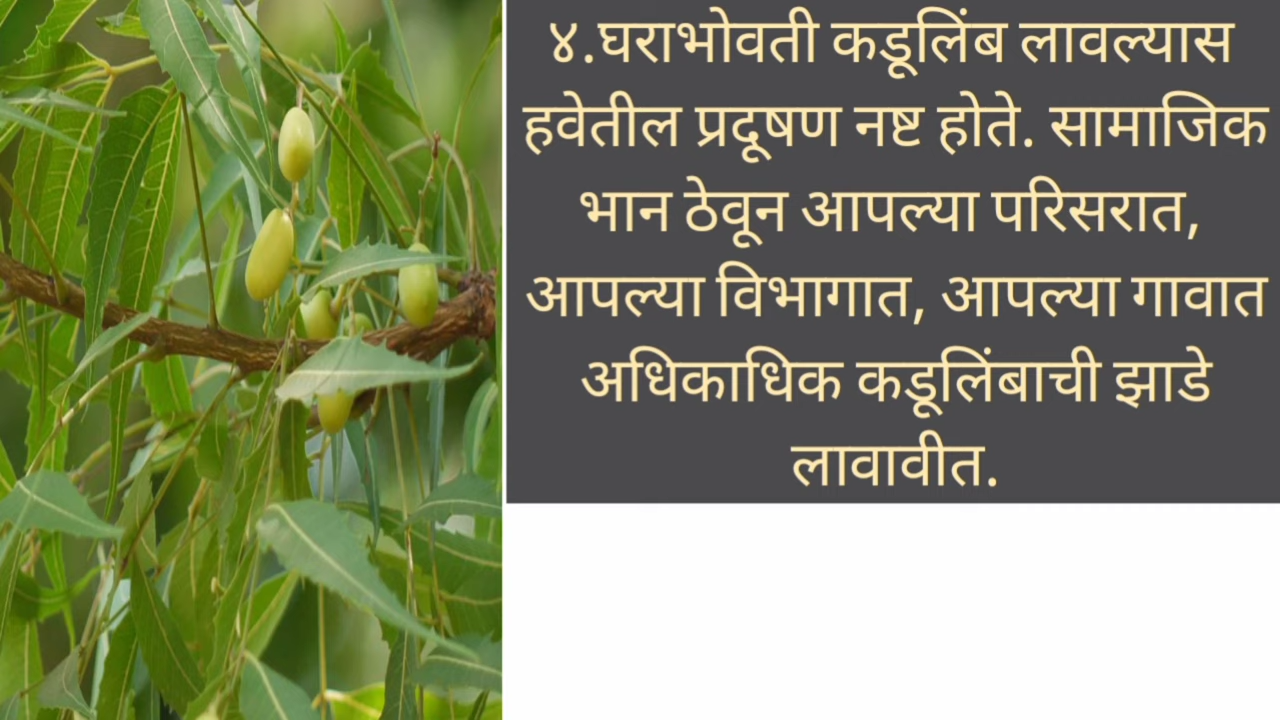 ४.घराभोवती कडूलिंब लावल्यास
हवेतील प्रदूषण नष्ट होते. सामाजिक
भान ठेवून आपल्या परिसरात,
आपल्या विभागात, आपल्या गावात
अधिकाधिक कडूलिंबाची झाडे
लावावीत.